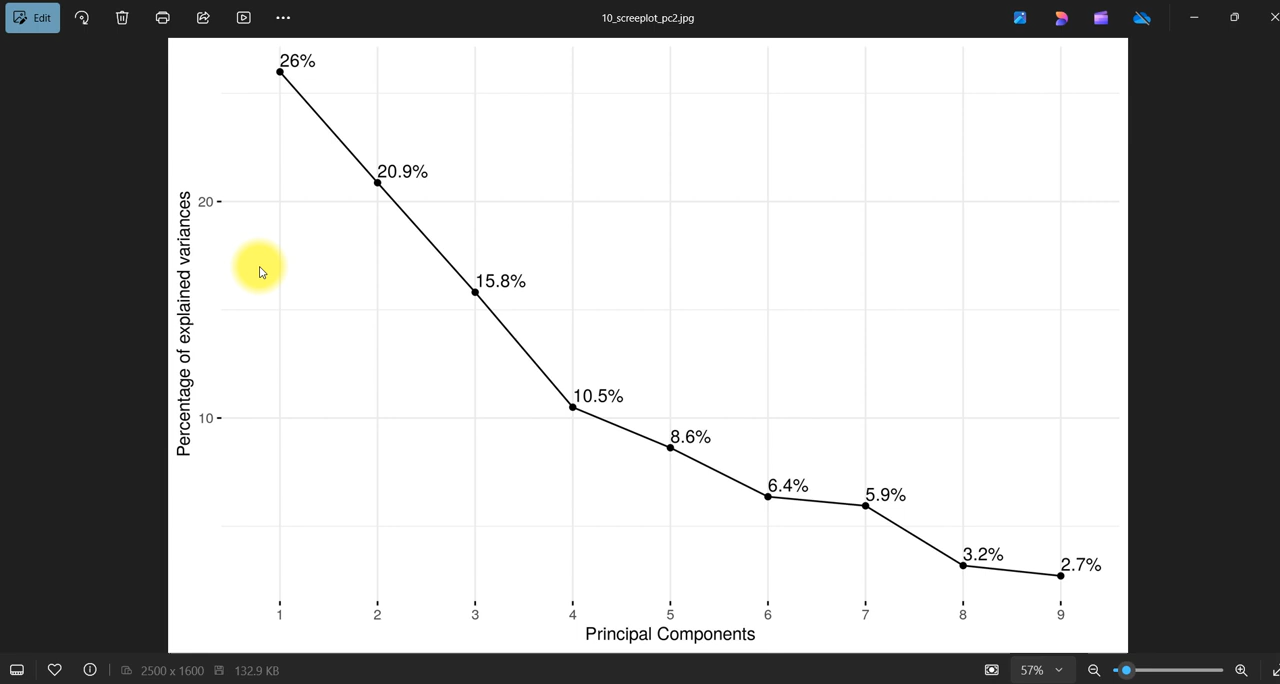 Edit
10_screeplot_pc2.jpg
26%
20.9%
15.8%
10.5%
8.6%
6.4%
5.9%
3.2%
2.7%
20
10
Percentage of explained variances
1 2 3 4 5 6 7 8 9
Principal Components
2500 x 1600 132.9 KB 57%